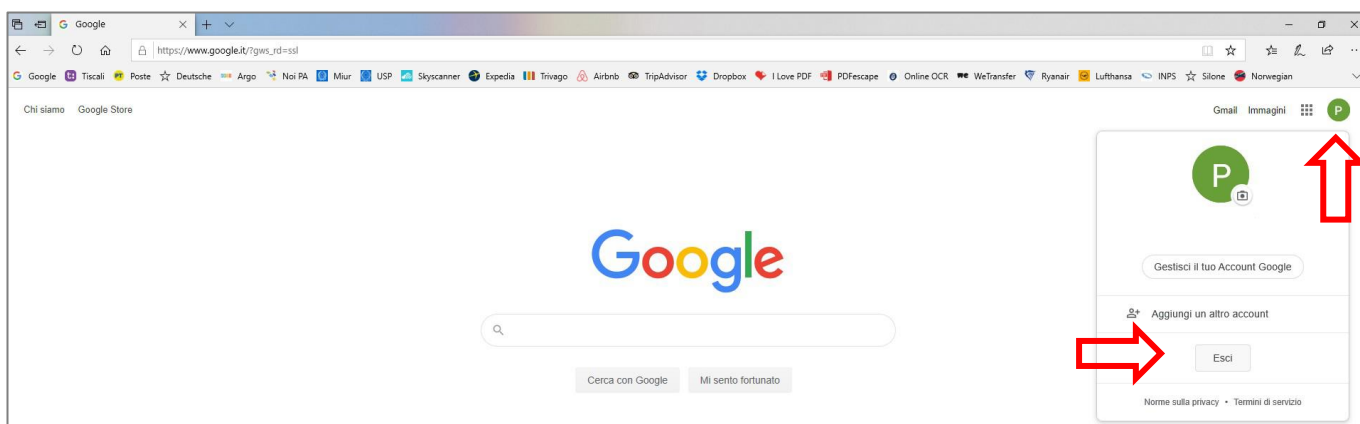 Google
https://www.google.it/?gws_rd=ssl
Google Tiscali Poste Deutsche Argo Noi PA Miur USP Skyscanner Expedia Trivago Airbnb TripAdvisor Dropbox I Love PDF PDFescape Online OCR WeTransfer Ryanair Lufthansa INPS Silone Norwegian
Chi siamo Google Store Gmail Immagini P
P
Google
Gestisci il tuo Account Google
Aggiungi un altro account
Esci
Cerca con Google Mi sento fortunato
Norme sulla privacy • Termini di servizio